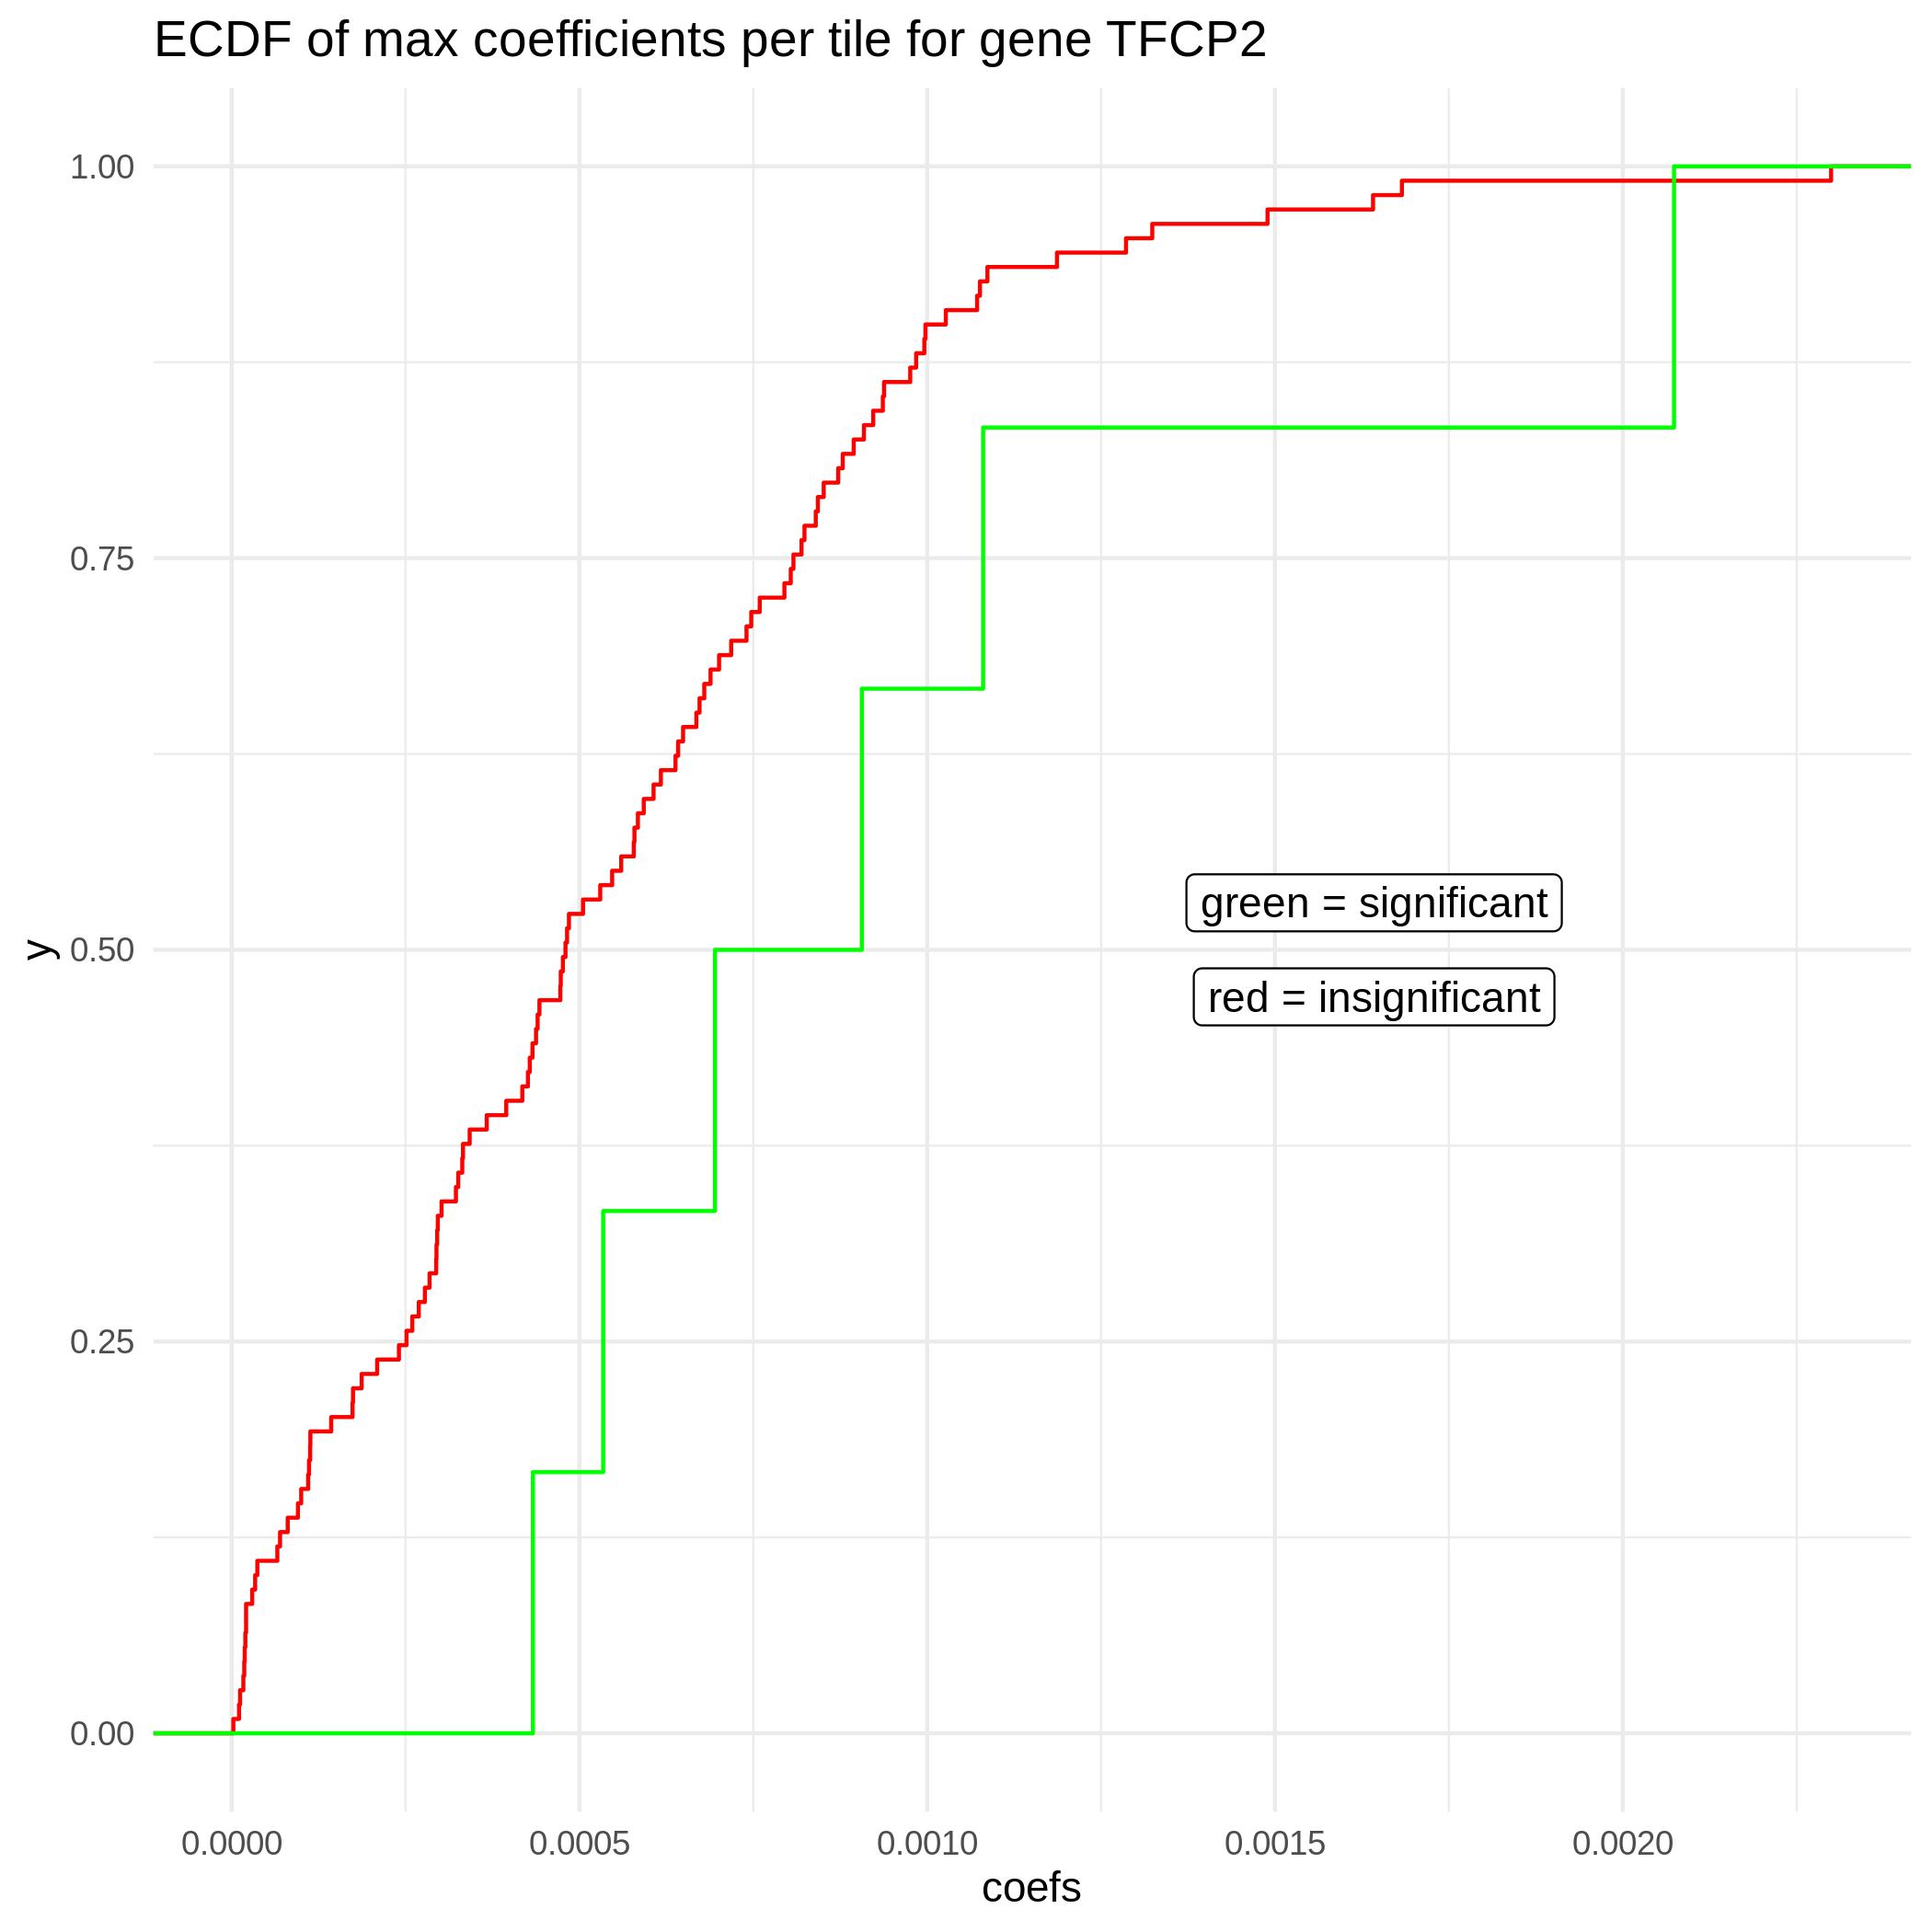 ECDF of max coefficients per tile for gene TFCP2
1.00
0.75
0.50
0.25
0.00
y
green = significant
red = insignificant
0.0000
0.0005
0.0010
0.0015
0.0020
coefs